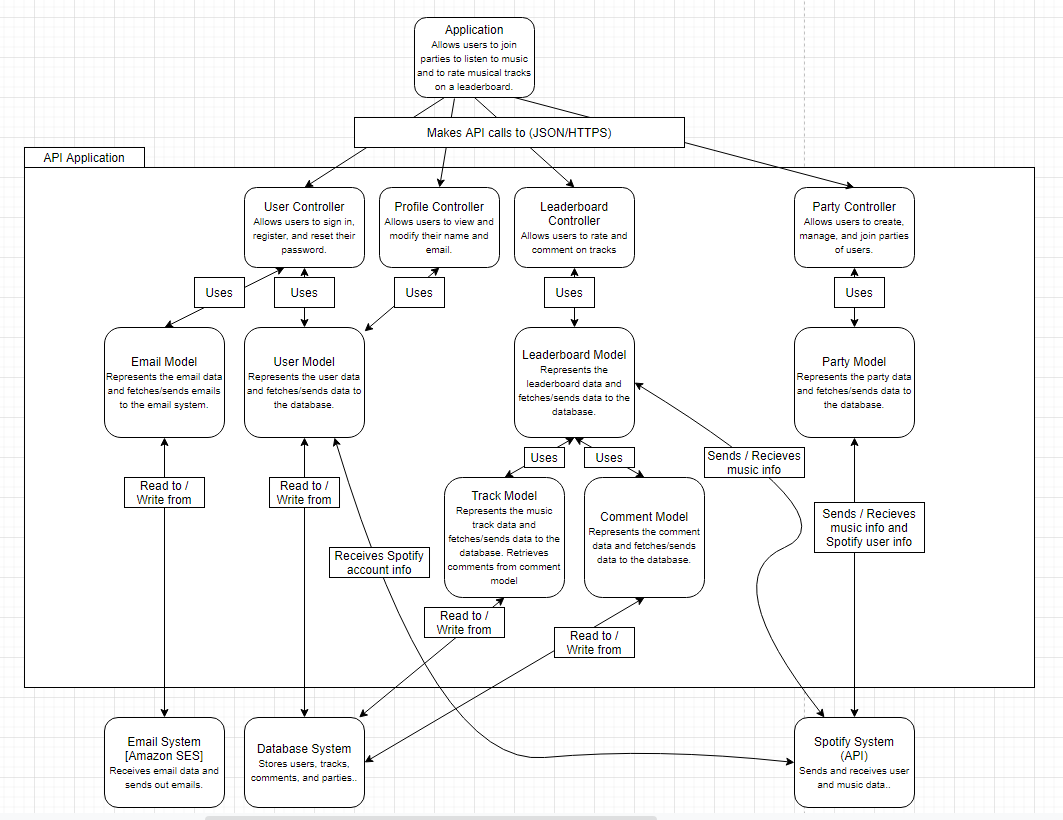 Application
Allows users to join
parties to listen to music
and to rate musical tracks
on a leaderboard.
Makes API calls to (JSON/HTTPS)
API Application
User Controller
Allows users to sign in,
register, and reset their
password.
Profile Controller
Allows users to view and
modify their name and
email.
Leaderboard
Controller
Allows users to rate and
comment on tracks
Party Controller
Allows users to create,
manage, and join parties
of users.
Uses
Uses
Uses
Uses
Uses
Email Model
Represents the email data
and fetches/sends emails
to the email system.
User Model
Represents the user data
and fetches/sends data to
the database.
Leaderboard Model
Represents the
leaderboard data and
fetches/sends data to the
database.
Party Model
Represents the party data
and fetches/sends data to
the database.
Uses
Uses
Sends / Recieves
music info
Read to /
Write from
Read to /
Write from
Track Model
Represents the music
track data and
fetches/sends data to the
database. Retrieves
comments from comment
model
Comment Model
Represents the comment
data and fetches/sends
data to the database.
Sends / Recieves
music info and
Spotify user info
Receives Spotify
account info
Read to /
Write from
Read to /
Write from
Email System
[Amazon SES]
Receives email data and
sends out emails.
Database System
Stores users, tracks,
comments, and parties..
Spotify System
(API)
Sends and receives user
and music data..